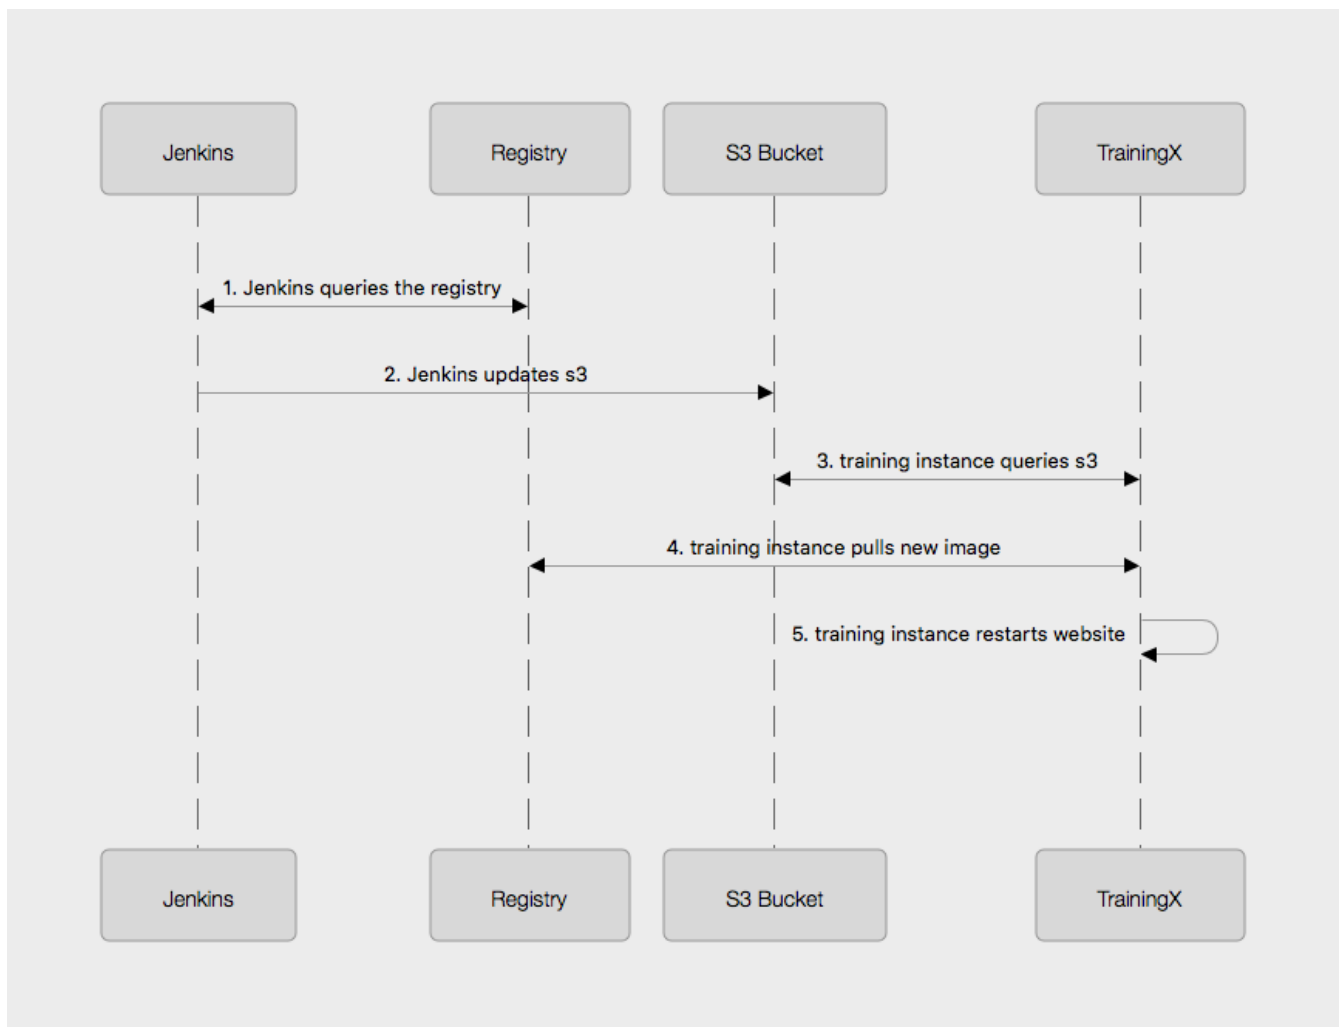 Jenkins
Registry
S3 Bucket
TrainingX
1. Jenkins queries the registry
2. Jenkins updates s3
3. training instance queries s3
4. training instance pulls new image
5. training instance restarts website
Jenkins
Registry
S3 Bucket
TrainingX